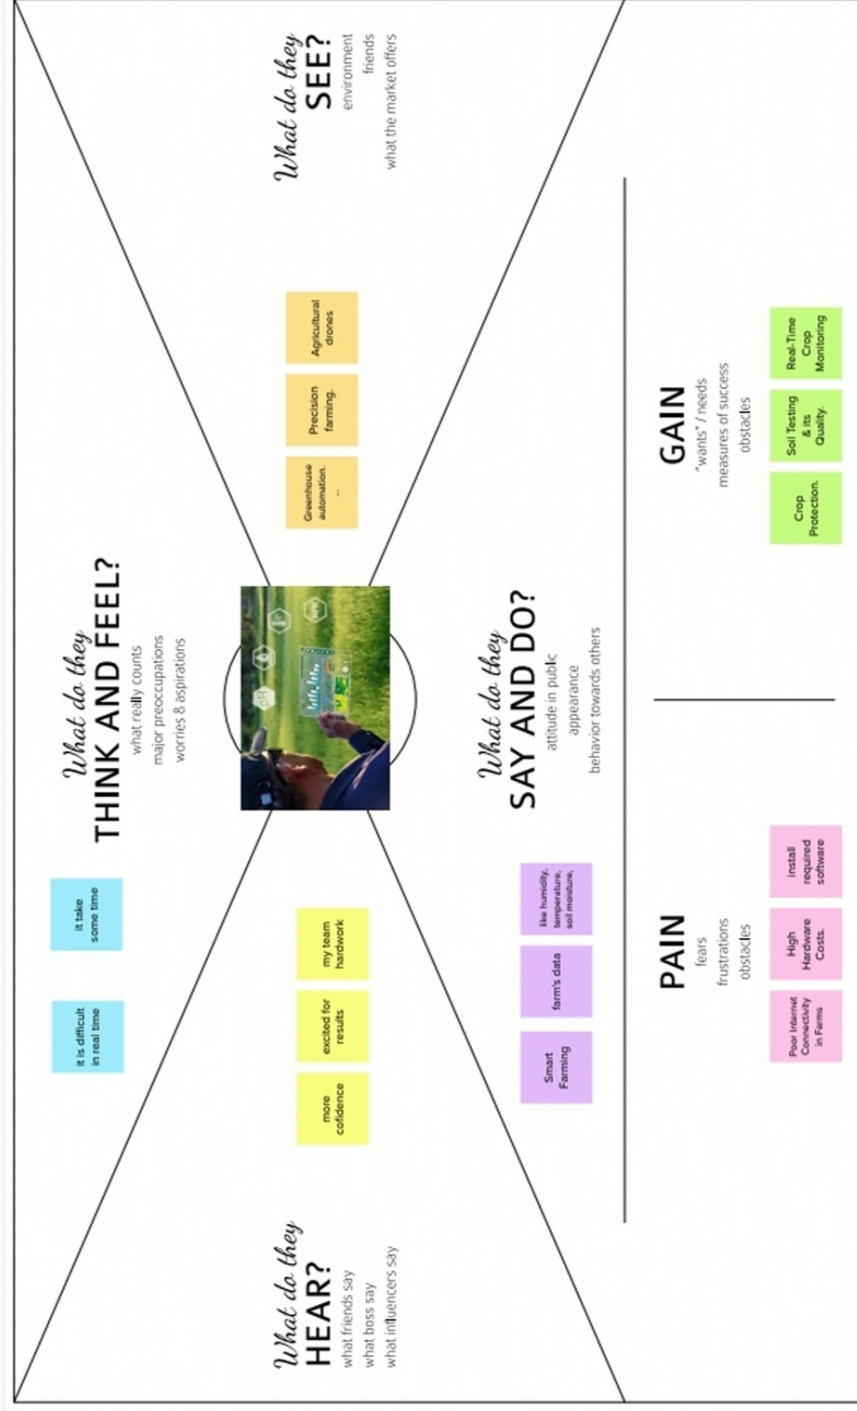 What do they
THINK AND FEEL?
what really counts
major preoccupations
worries & aspirations
it is difficult
in real time
it take
some time
What do they
HEAR?
what friends say
what boss say
what influencers say
more
cofidence
excited for
results
my team
hardwork
What do they
SEE?
environment
friends
what the market offers
Greenhouse
automation.
..
Precision
farming.
Agricultural
drones
pH
What do they
SAY AND DO?
attitude in public
appearance
behavior towards others
Smart
Farming
farm's data
like humidity,
temperature,
soil moisture,
PAIN
fears
frustrations
obstacles
Poor Internet
Connectivity
in Farms
High
Hardware
Costs.
install
required
software
GAIN
"wants" / needs
measures of success
obstacles
Crop
Protection.
Soil Testing
& its
Quality.
Real-Time
Crop
Monitoring